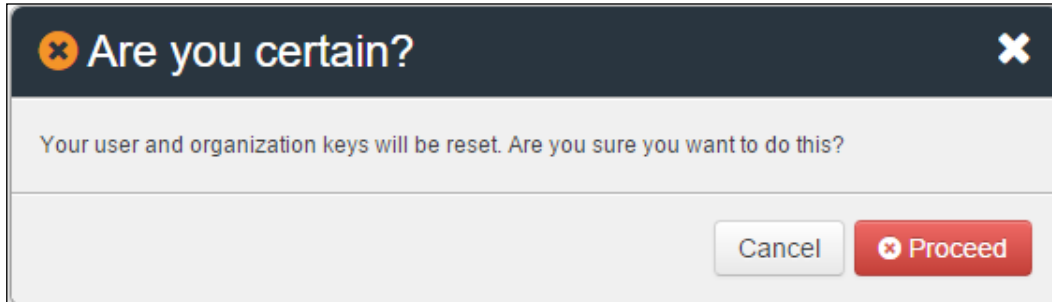 Are you certain?
Your user and organization keys will be reset. Are you sure you want to do this?
Cancel
Proceed